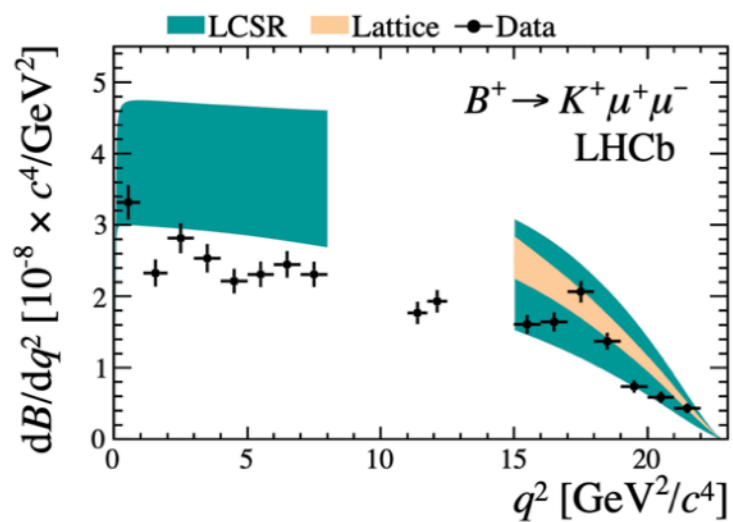 LCSR Lattice Data
B⁺ → K⁺μ⁺μ⁻
LHCb
dB/dq² [10⁻⁸ × c⁴/GeV²]
5
4
3
2
1
0
0 5 10 15 20
q² [GeV²/c⁴]